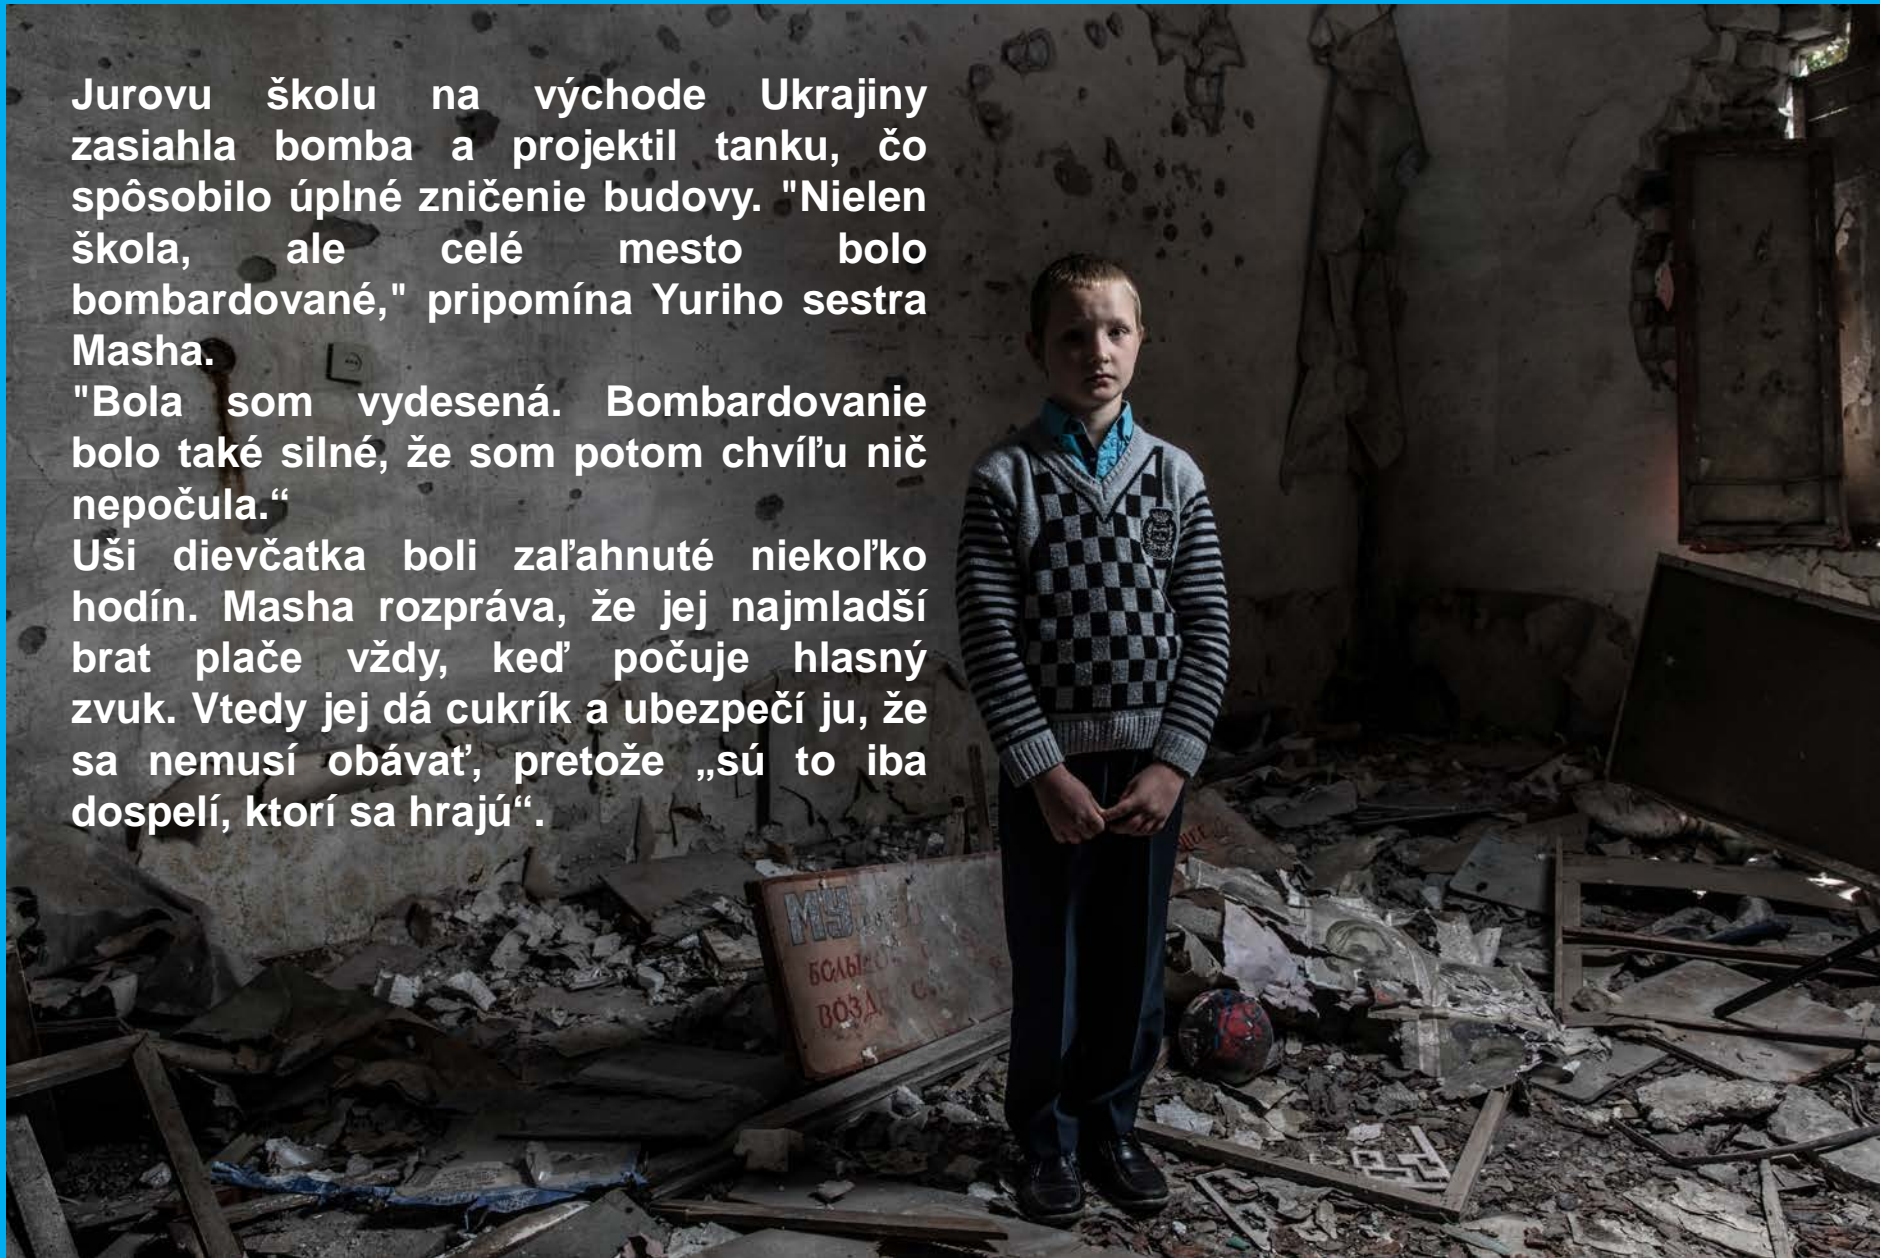 Jurovu školu na východe Ukrajiny
zasiahla bomba a projektil tanku, čo
spôsobilo úplné zničenie budovy. "Nielen
škola, ale celé mesto bolo
bombardované," pripomína Yuriho sestra
Masha.
"Bola som vydesená. Bombardovanie
bolo také silné, že som potom chvíľu nič
nepočula.“
Uši dievčatka boli zaľahnuté niekoľko
hodín. Masha rozpráva, že jej najmladší
brat plače vždy, keď počuje hlasný
zvuk. Vtedy jej dá cukrík a ubezpečí ju, že
sa nemusí obávať, pretože „sú to iba
dospelí, ktorí sa hrajú“.